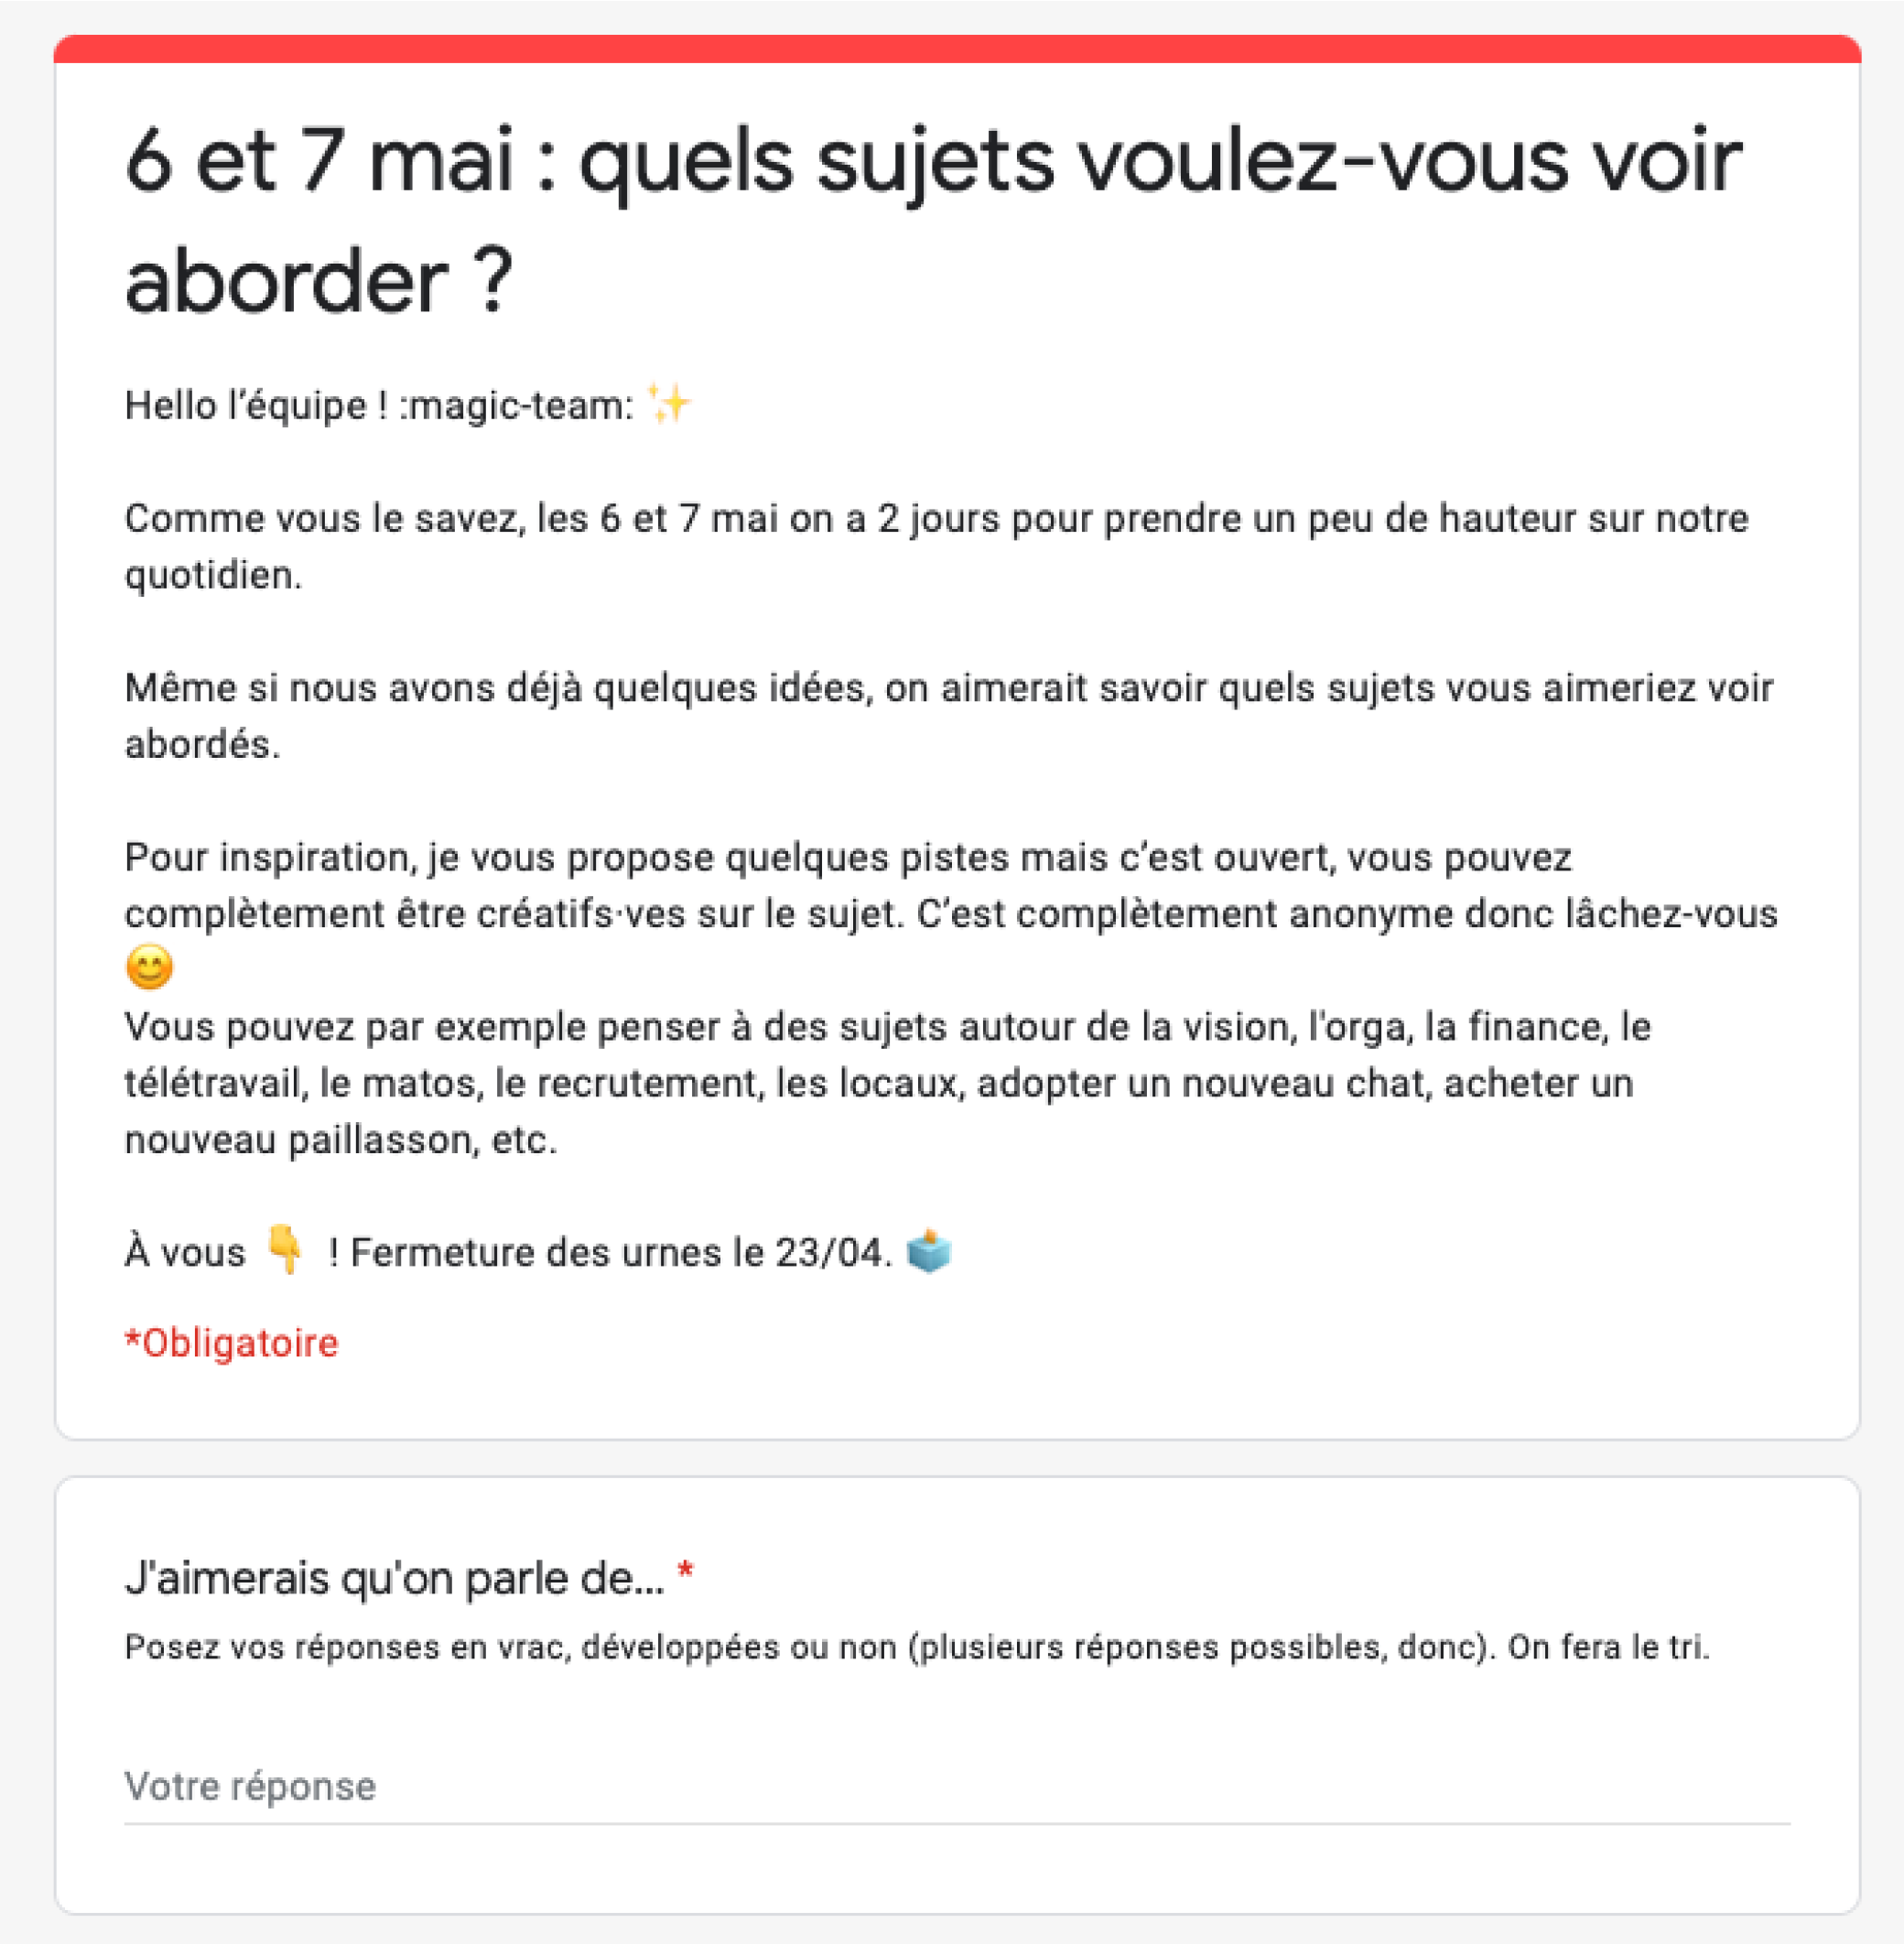 6 et 7 mai : quels sujets voulez-vous voir
aborder ?
Hello l’équipe ! :magic-team: ✨
Comme vous le savez, les 6 et 7 mai on a 2 jours pour prendre un peu de hauteur sur notre
quotidien.
Même si nous avons déjà quelques idées, on aimerait savoir quels sujets vous aimeriez voir
abordés.
Pour inspiration, je vous propose quelques pistes mais c’est ouvert, vous pouvez
complètement être créatifs·ves sur le sujet. C’est complètement anonyme donc lâchez-vous
😊
Vous pouvez par exemple penser à des sujets autour de la vision, l'orga, la finance, le
télétravail, le matos, le recrutement, les locaux, adopter un nouveau chat, acheter un
nouveau paillasson, etc.
À vous 👇 ! Fermeture des urnes le 23/04. 🗳️
*Obligatoire
J'aimerais qu'on parle de... *
Posez vos réponses en vrac, développées ou non (plusieurs réponses possibles, donc). On fera le tri.
Votre réponse